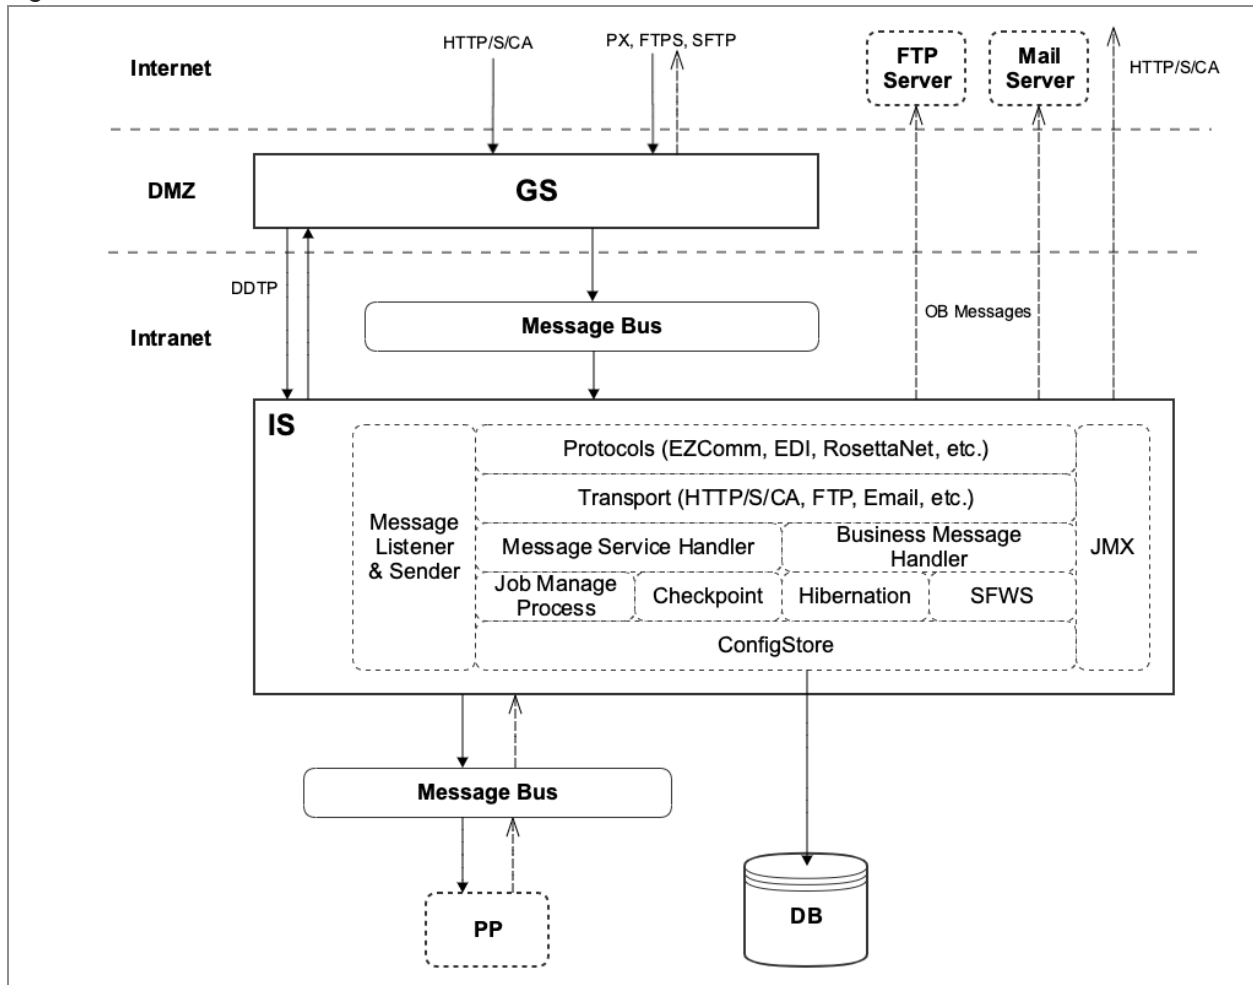 HTTP/S/CA
PX, FTPS, SFTP
FTP
Server
Mail
Server
HTTP/S/CA
Internet
DMZ
GS
DDTP
Intranet
Message Bus
OB Messages
IS
Message
Listener
& Sender
Protocols (EZComm, EDI, RosettaNet, etc.)
Transport (HTTP/S/CA, FTP, Email, etc.)
Message Service Handler
Business Message
Handler
Job Manage
Process
Checkpoint
Hibernation
SFWS
ConfigStore
JMX
Message Bus
PP
DB